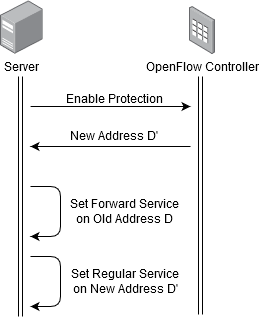 Server
OpenFlow Controller
Enable Protection
New Address D'
Set Forward Service
on Old Address D
Set Regular Service
on New Address D'